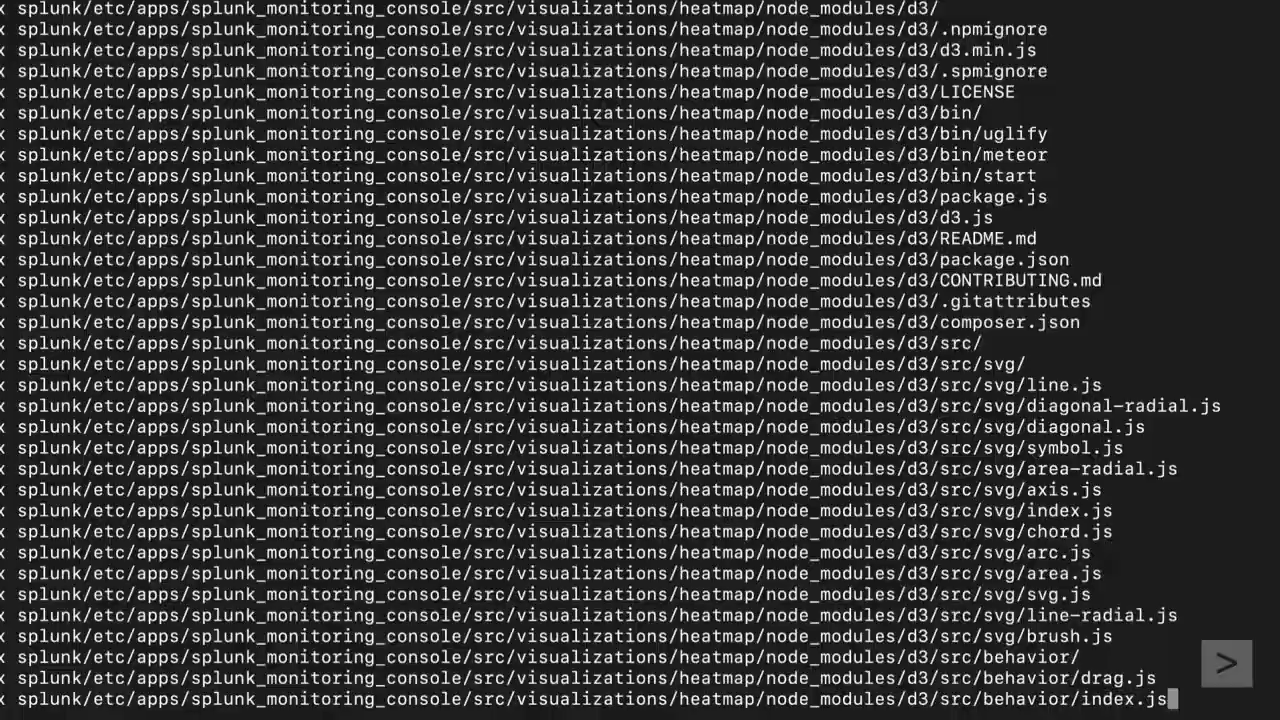 x splunk/etc/apps/splunk_monitoring_console/src/visualizations/heatmap/node_modules/d3/
x splunk/etc/apps/splunk_monitoring_console/src/visualizations/heatmap/node_modules/d3/.npmignore
x splunk/etc/apps/splunk_monitoring_console/src/visualizations/heatmap/node_modules/d3/d3.min.js
x splunk/etc/apps/splunk_monitoring_console/src/visualizations/heatmap/node_modules/d3/.spmignore
x splunk/etc/apps/splunk_monitoring_console/src/visualizations/heatmap/node_modules/d3/LICENSE
x splunk/etc/apps/splunk_monitoring_console/src/visualizations/heatmap/node_modules/d3/bin/
x splunk/etc/apps/splunk_monitoring_console/src/visualizations/heatmap/node_modules/d3/bin/uglify
x splunk/etc/apps/splunk_monitoring_console/src/visualizations/heatmap/node_modules/d3/bin/meteor
x splunk/etc/apps/splunk_monitoring_console/src/visualizations/heatmap/node_modules/d3/bin/start
x splunk/etc/apps/splunk_monitoring_console/src/visualizations/heatmap/node_modules/d3/package.js
x splunk/etc/apps/splunk_monitoring_console/src/visualizations/heatmap/node_modules/d3/d3.js
x splunk/etc/apps/splunk_monitoring_console/src/visualizations/heatmap/node_modules/d3/README.md
x splunk/etc/apps/splunk_monitoring_console/src/visualizations/heatmap/node_modules/d3/package.json
x splunk/etc/apps/splunk_monitoring_console/src/visualizations/heatmap/node_modules/d3/CONTRIBUTING.md
x splunk/etc/apps/splunk_monitoring_console/src/visualizations/heatmap/node_modules/d3/.gitattributes
x splunk/etc/apps/splunk_monitoring_console/src/visualizations/heatmap/node_modules/d3/composer.json
x splunk/etc/apps/splunk_monitoring_console/src/visualizations/heatmap/node_modules/d3/src/
x splunk/etc/apps/splunk_monitoring_console/src/visualizations/heatmap/node_modules/d3/src/svg/
x splunk/etc/apps/splunk_monitoring_console/src/visualizations/heatmap/node_modules/d3/src/svg/line.js
x splunk/etc/apps/splunk_monitoring_console/src/visualizations/heatmap/node_modules/d3/src/svg/diagonal-radial.js
x splunk/etc/apps/splunk_monitoring_console/src/visualizations/heatmap/node_modules/d3/src/svg/diagonal.js
x splunk/etc/apps/splunk_monitoring_console/src/visualizations/heatmap/node_modules/d3/src/svg/symbol.js
x splunk/etc/apps/splunk_monitoring_console/src/visualizations/heatmap/node_modules/d3/src/svg/area-radial.js
x splunk/etc/apps/splunk_monitoring_console/src/visualizations/heatmap/node_modules/d3/src/svg/axis.js
x splunk/etc/apps/splunk_monitoring_console/src/visualizations/heatmap/node_modules/d3/src/svg/index.js
x splunk/etc/apps/splunk_monitoring_console/src/visualizations/heatmap/node_modules/d3/src/svg/chord.js
x splunk/etc/apps/splunk_monitoring_console/src/visualizations/heatmap/node_modules/d3/src/svg/arc.js
x splunk/etc/apps/splunk_monitoring_console/src/visualizations/heatmap/node_modules/d3/src/svg/area.js
x splunk/etc/apps/splunk_monitoring_console/src/visualizations/heatmap/node_modules/d3/src/svg/svg.js
x splunk/etc/apps/splunk_monitoring_console/src/visualizations/heatmap/node_modules/d3/src/svg/line-radial.js
x splunk/etc/apps/splunk_monitoring_console/src/visualizations/heatmap/node_modules/d3/src/svg/brush.js
x splunk/etc/apps/splunk_monitoring_console/src/visualizations/heatmap/node_modules/d3/src/behavior/
x splunk/etc/apps/splunk_monitoring_console/src/visualizations/heatmap/node_modules/d3/src/behavior/drag.js
x splunk/etc/apps/splunk_monitoring_console/src/visualizations/heatmap/node_modules/d3/src/behavior/index.js
>